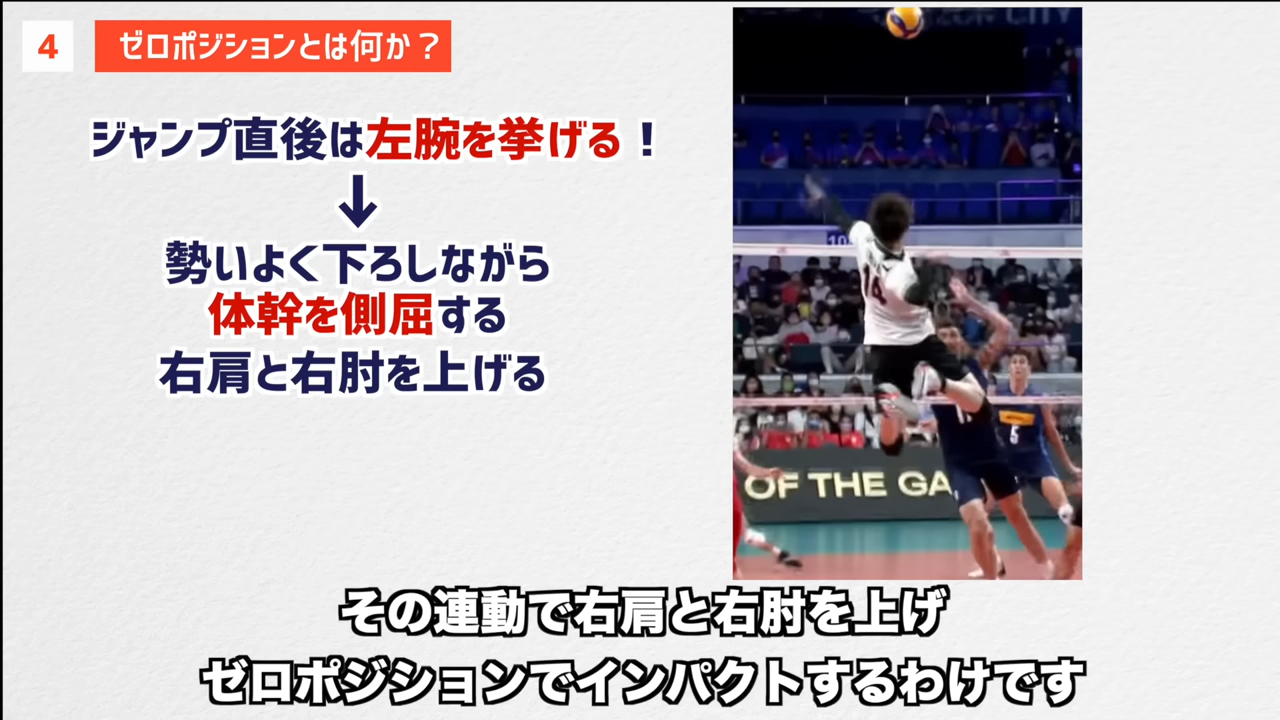 4
ゼロポジションとは何か？
ジャンプ直後は左腕を挙げる！
↓
勢いよく下ろしながら
体幹を側屈する
右肩と右肘を上げる
CITY
14
5
OF THE GA
その連動で右肩と右肘を上げ
ゼロポジションでインパクトするわけです